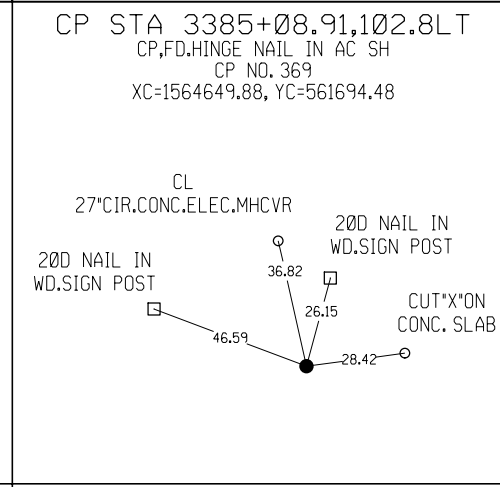 CP STA 3385+08.91,102.8LT
CP,FD.HINGE NAIL IN AC SH
CP NO. 369
XC=1564649.88, YC=561694.48
CL
27"CIR.CONC.ELEC.MHCVR
20D NAIL IN
WD.SIGN POST
20D NAIL IN
WD.SIGN POST
36.82
26.15
CUT"X"ON
CONC. SLAB
46.59
28.42